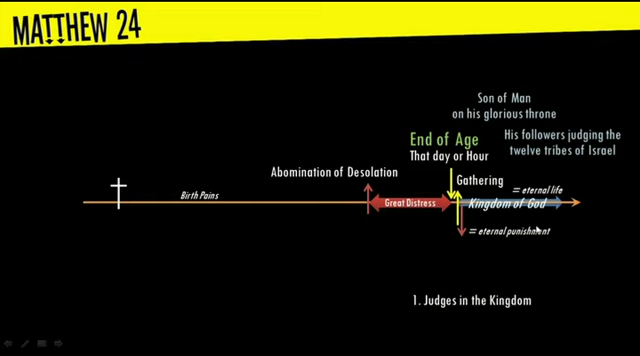 MATTHEW 24
Son of Man
on his glorious throne
End of Age
That day or Hour
His followers judging the
twelve tribes of Israel
Abomination of Desolation
Gathering
Birth Pains
= eternal life
Great Distress
Kingdom of God
= eternal punishment
1. Judges in the Kingdom